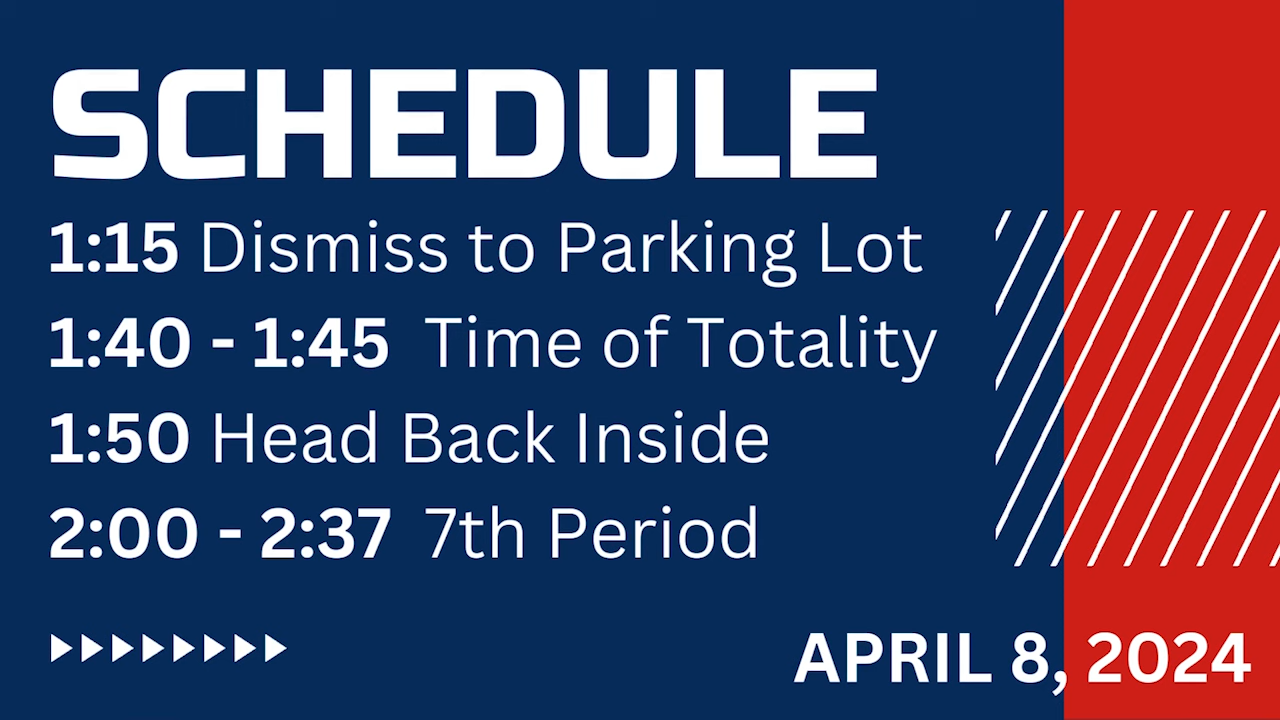 SCHEDULE
1:15 Dismiss to Parking Lot
1:40 - 1:45 Time of Totality
1:50 Head Back Inside
2:00 - 2:37 7th Period
APRIL 8, 2024